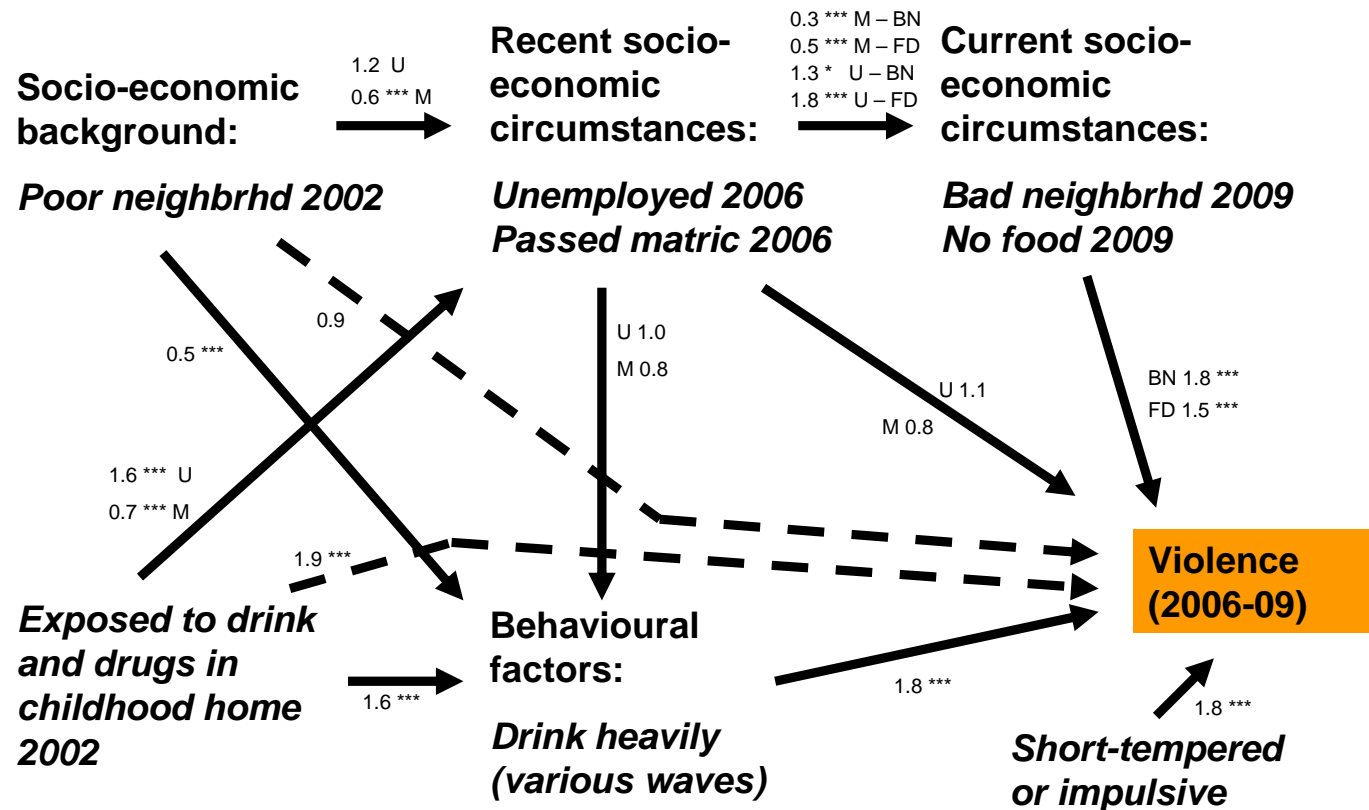 Socio-economic
background:
Poor neighbrhd 2002
1.2 U
0.6 *** M
Recent socio-
economic
circumstances:
Unemployed 2006
Passed matric 2006
0.3 *** M – BN
0.5 *** M – FD
1.3 * U – BN
1.8 *** U – FD
Current socio-
economic
circumstances:
Bad neighbrhd 2009
No food 2009
0.9
0.5 ***
U 1.0
M 0.8
U 1.1
M 0.8
BN 1.8 ***
FD 1.5 ***
1.6 *** U
0.7 *** M
1.9 ***
Exposed to drink
and drugs in
childhood home
2002
1.6 ***
Behavioural
factors:
Drink heavily
(various waves)
1.8 ***
Violence
(2006-09)
1.8 ***
Short-tempered
or impulsive